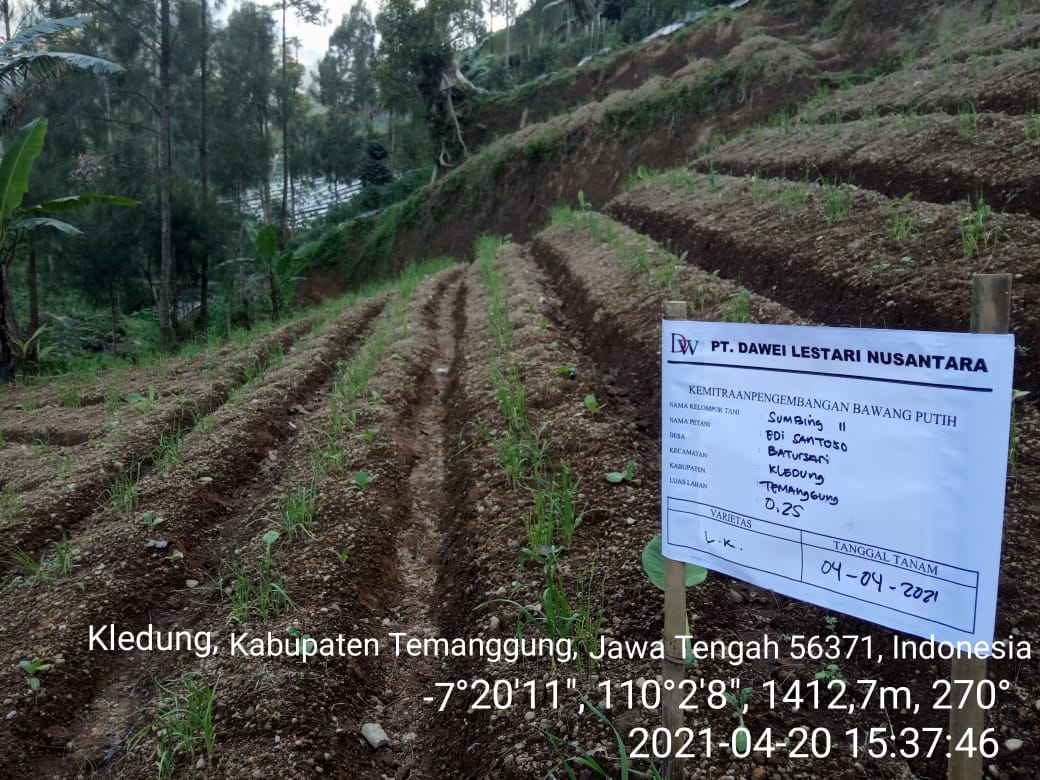 DW PT. DAWEI LESTARI NUSANTARA
KEMITRAANPENGEMBANGAN BAWANG PUTIH
NAMA KELOMPOK TANI : SUMBING II
NAMA PETANI : EDI SANTOSO
DESA : BATURSARI
KECAMATAN : KLEDUNG
KABUPATEN : TEMANGGUNG
LUAS LAHAN : 0.25
VARIETAS TANGGAL TANAM
L.K. 04-04-2021
Kledung, Kabupaten Temanggung, Jawa Tengah 56371, Indonesia
-7°20'11", 110°2'8", 1412,7m, 270°
2021-04-20 15:37:46